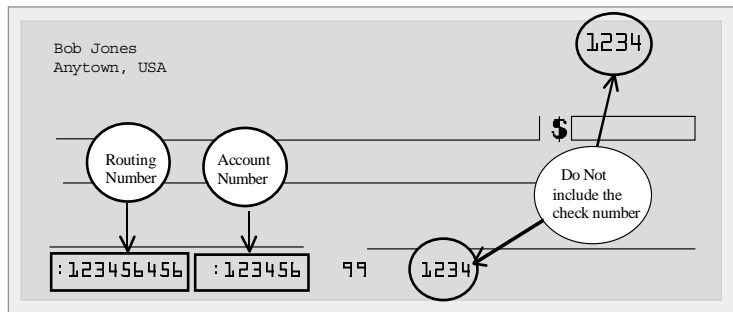 Bob Jones
Anytown, USA
1234
$
Routing
Number
Account
Number
Do Not
include the
check number
:123456456 :123456 99 1234